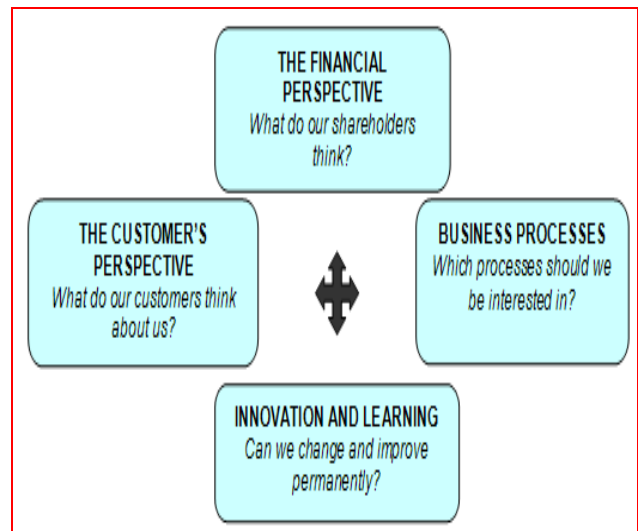 THE FINANCIAL
PERSPECTIVE
What do our shareholders
think?
THE CUSTOMER'S
PERSPECTIVE
What do our customers think
about us?
BUSINESS PROCESSES
Which processes should we
be interested in?
INNOVATION AND LEARNING
Can we change and improve
permanently?